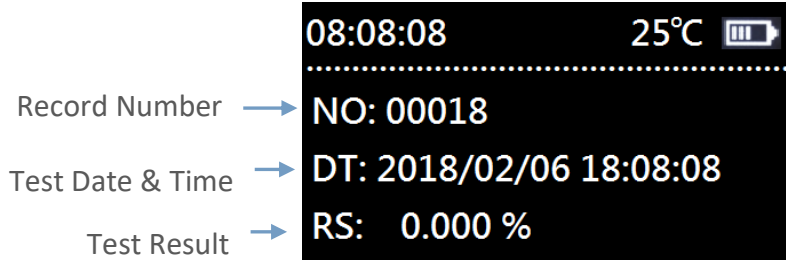 08:08:08 25℃
Record Number NO: 00018
Test Date & Time DT: 2018/02/06 18:08:08
Test Result RS: 0.000 %